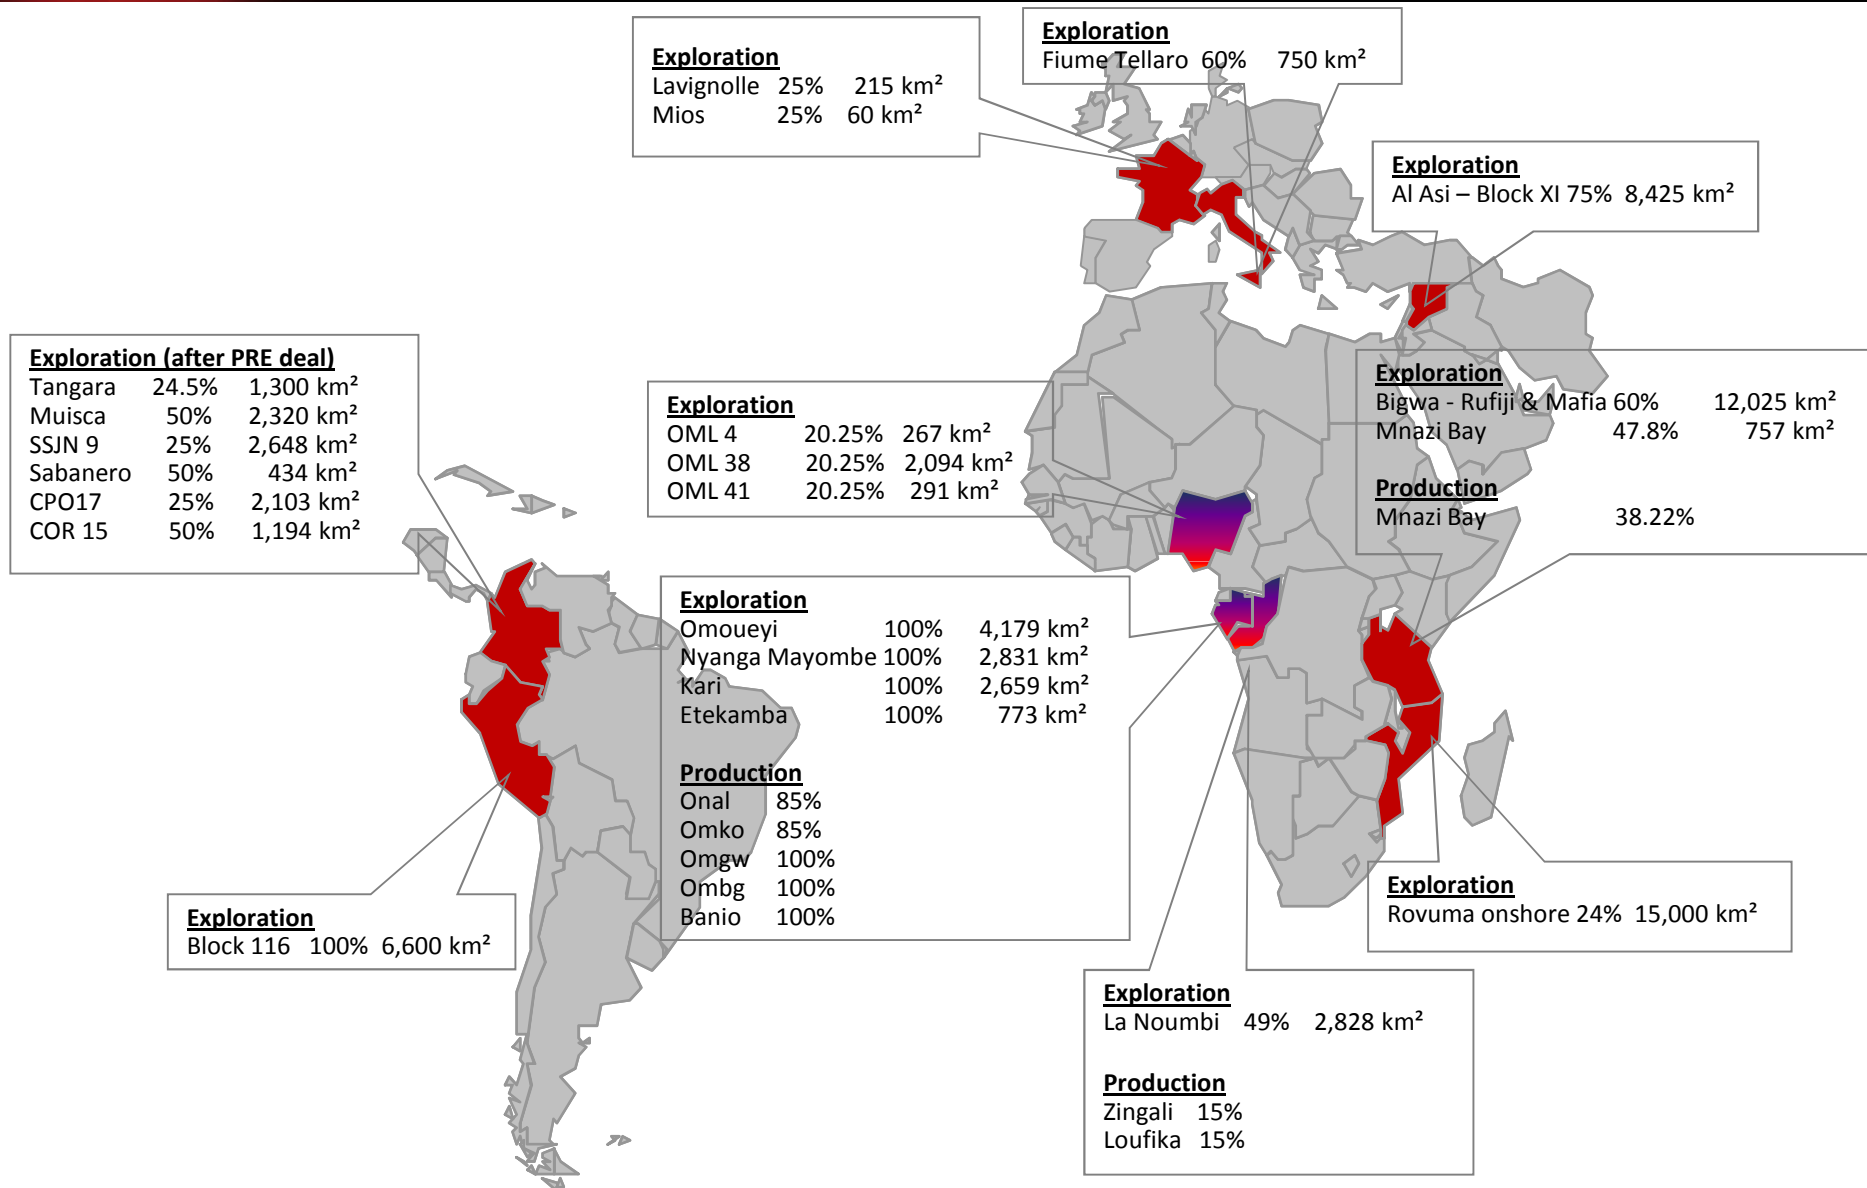 Exploration
Lavignolle 25% 215 km²
Mios 25% 60 km²
Exploration
Fiume Tellaro 60% 750 km²
Exploration
Al Asi – Block XI 75% 8,425 km²
Exploration (after PRE deal)
Tangara 24.5% 1,300 km²
Muisca 50% 2,320 km²
SSJN 9 25% 2,648 km²
Sabanero 50% 434 km²
CPO17 25% 2,103 km²
COR 15 50% 1,194 km²
Exploration
OML 4 20.25% 267 km²
OML 38 20.25% 2,094 km²
OML 41 20.25% 291 km²
Exploration
Bigwa - Rufiji & Mafia 60% 12,025 km²
Mnazi Bay 47.8% 757 km²
Production
Mnazi Bay 38.22%
Exploration
Omoueyi 100% 4,179 km²
Nyanga Mayombe 100% 2,831 km²
Kari 100% 2,659 km²
Etekamba 100% 773 km²
Production
Onal 85%
Omko 85%
Omgw 100%
Ombg 100%
Banio 100%
Exploration
Block 116 100% 6,600 km²
Exploration
Rovuma onshore 24% 15,000 km²
Exploration
La Noumbi 49% 2,828 km²
Production
Zingali 15%
Loufika 15%